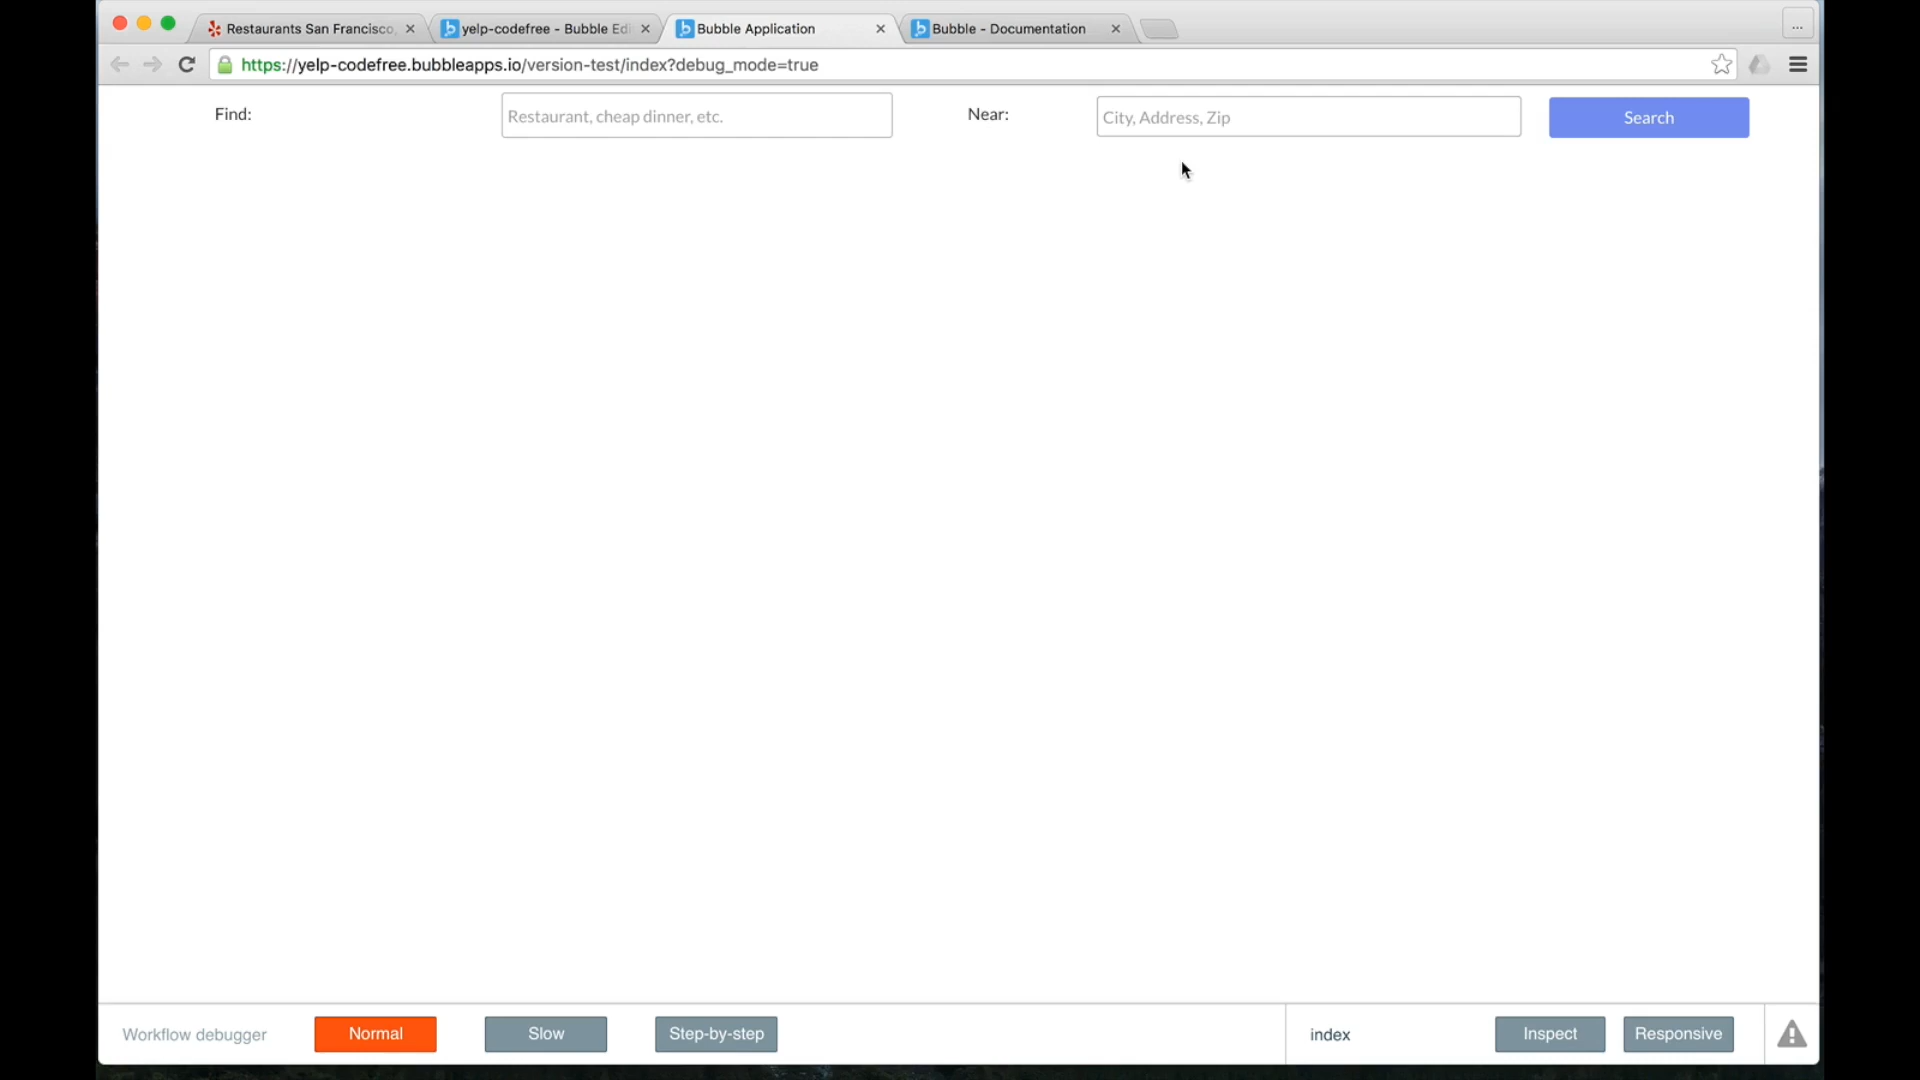 Restaurants San Francisco,
yelp-codefree - Bubble Edi
Bubble Application
Bubble - Documentation
https://yelp-codefree.bubbleapps.io/version-test/index?debug_mode=true
Find:
Restaurant, cheap dinner, etc.
Near:
City, Address, Zip
Search
Workflow debugger
Normal
Slow
Step-by-step
index
Inspect
Responsive